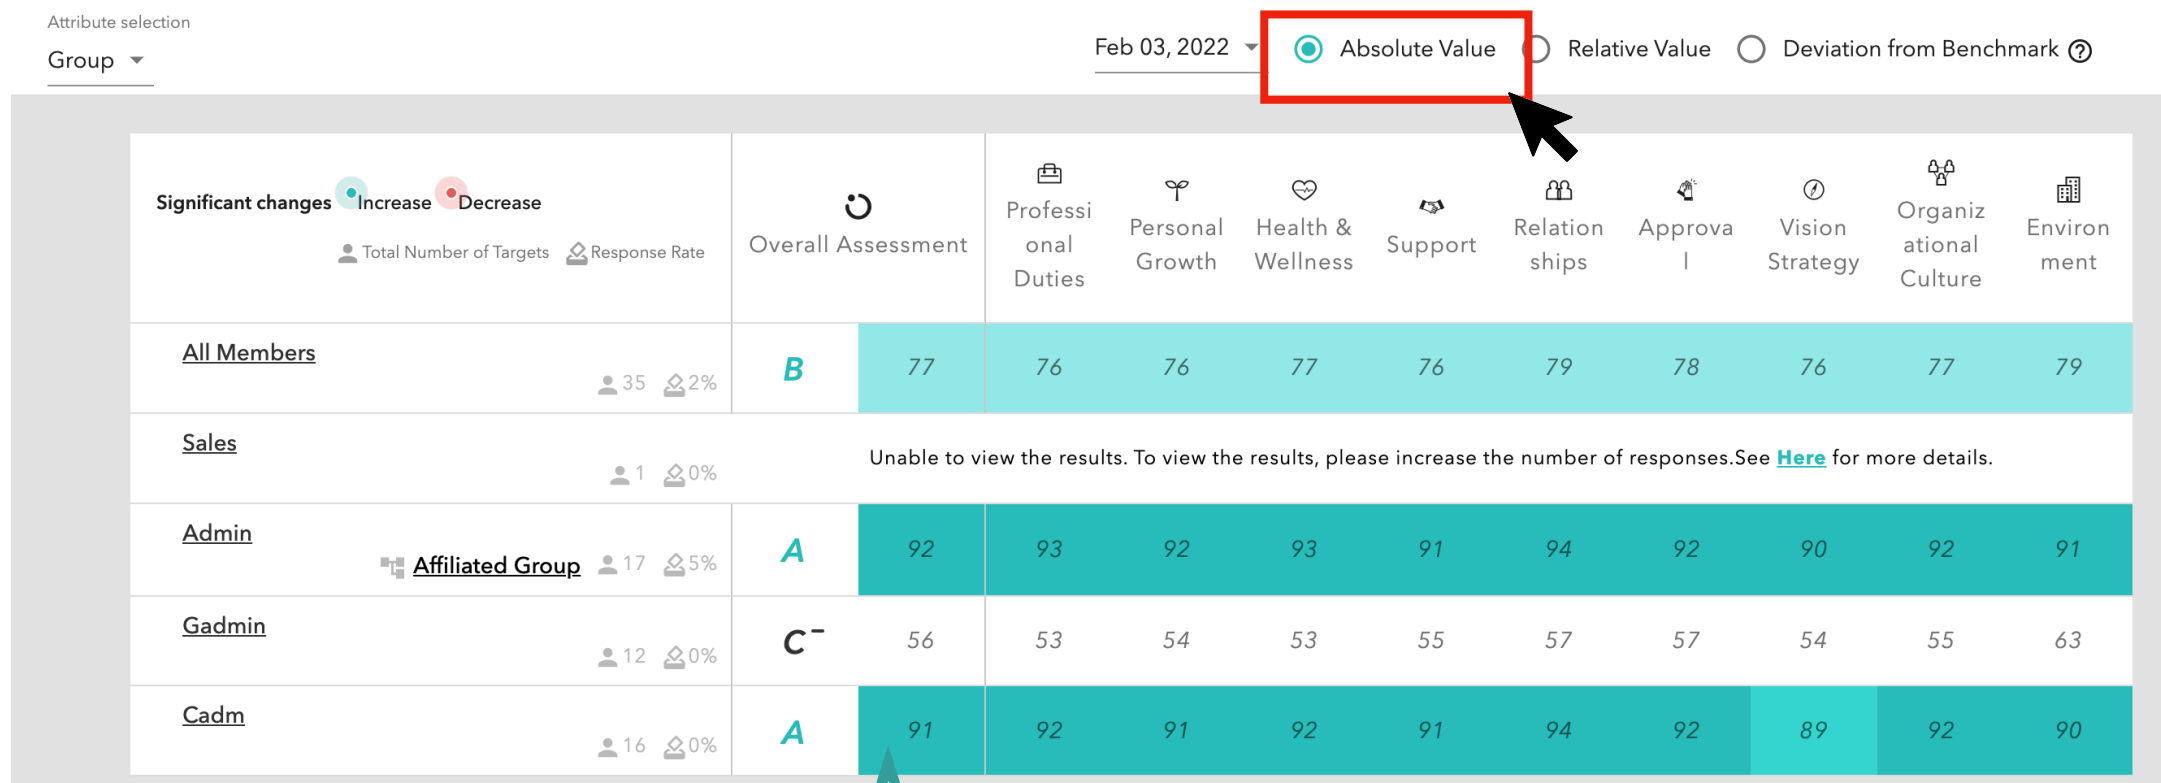 Attribute selection
Group
Feb 03, 2022
Absolute Value
Relative Value
Deviation from Benchmark ?
Significant changes Increase Decrease
Total Number of Targets Response Rate
Overall Assessment
Professi
onal
Duties
Personal
Growth
Health &
Wellness
Support
Relation
ships
Approva
l
Vision
Strategy
Organiz
ational
Culture
Environ
ment
All Members
35 2%
B 77 76 76 77 76 79 78 76 77 79
Sales
1 0%
Unable to view the results. To view the results, please increase the number of responses.See Here for more details.
Admin
Affiliated Group 17 5%
A 92 93 92 93 91 94 92 90 92 91
Gadmin
12 0%
C− 56 53 54 53 55 57 57 54 55 63
Cadm
16 0%
A 91 92 91 92 91 94 92 89 92 90